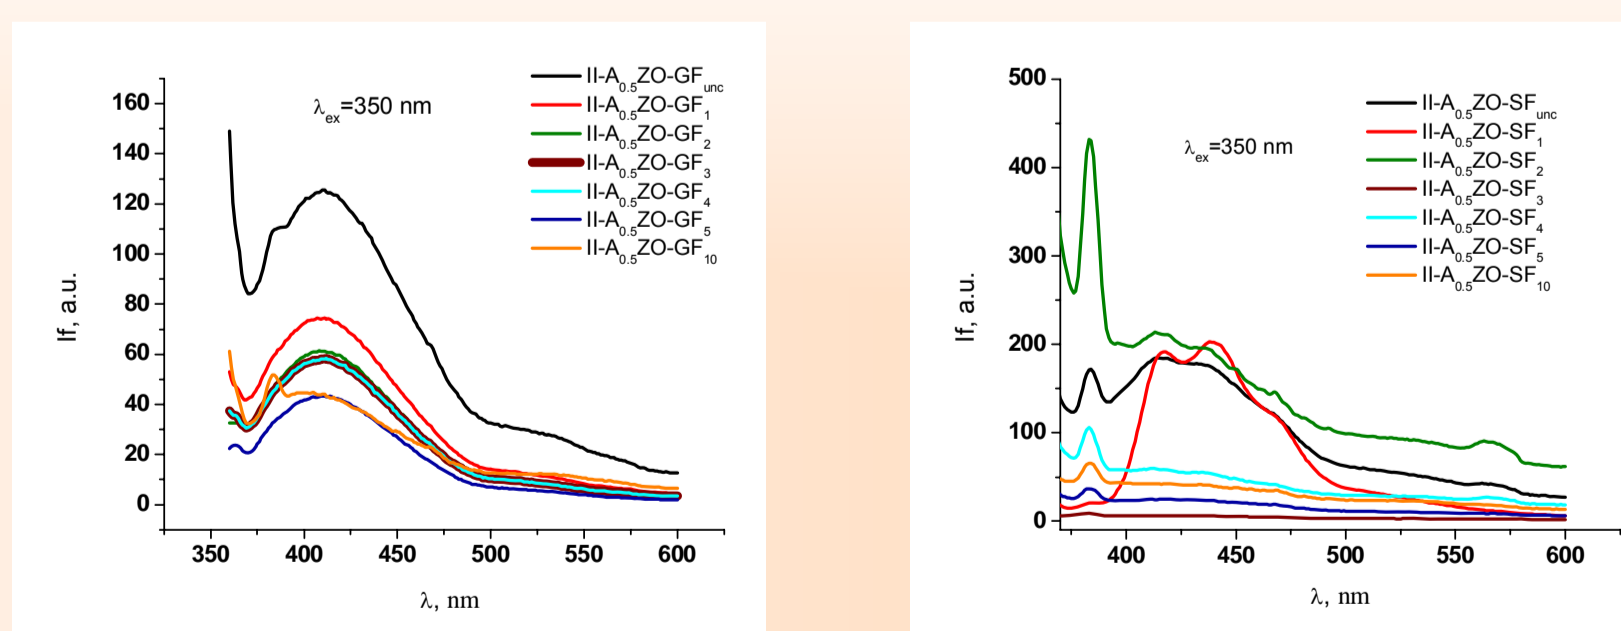 If, a.u.
160
140
120
100
80
60
40
20
0
350 400 450 500 550 600
λ, nm
λex=350 nm
II-A0.5ZO-GFunc
II-A0.5ZO-GF1
II-A0.5ZO-GF2
II-A0.5ZO-GF3
II-A0.5ZO-GF4
II-A0.5ZO-GF5
II-A0.5ZO-GF10
If, a.u.
500
400
300
200
100
0
400 450 500 550 600
λ, nm
λex=350 nm
II-A0.5ZO-SFunc
II-A0.5ZO-SF1
II-A0.5ZO-SF2
II-A0.5ZO-SF3
II-A0.5ZO-SF4
II-A0.5ZO-SF5
II-A0.5ZO-SF10